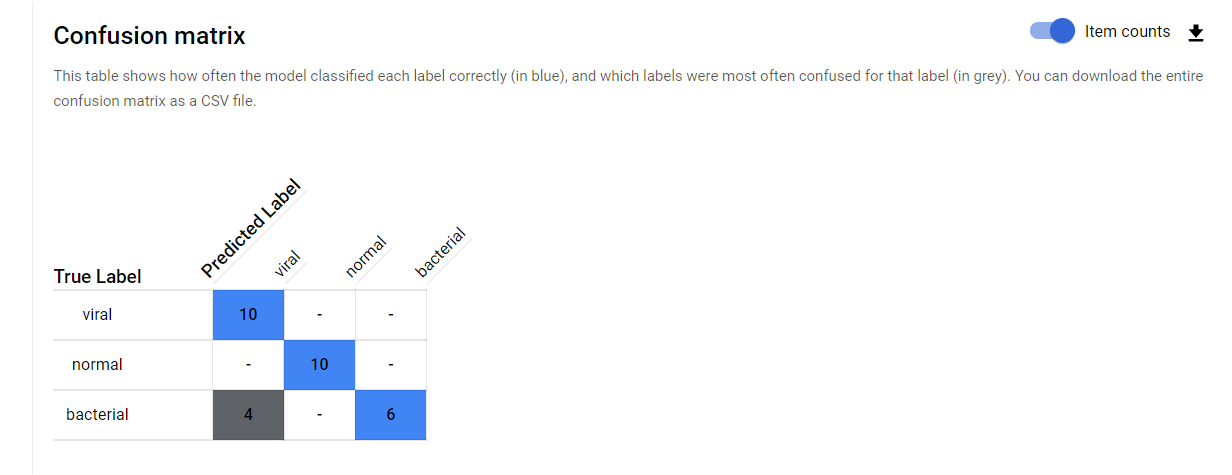 Confusion matrix
Item counts
This table shows how often the model classified each label correctly (in blue), and which labels were most often confused for that label (in grey). You can download the entire
confusion matrix as a CSV file.
True Label
Predicted Label
viral
normal
bacterial
viral 10 - -
normal - 10 -
bacterial 4 - 6